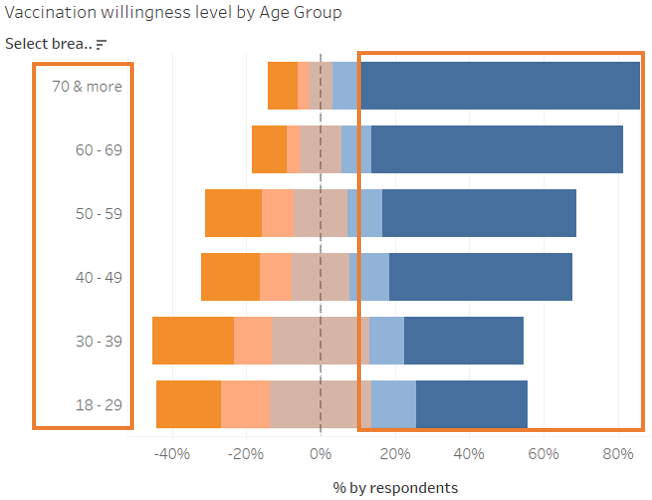 Vaccination willingness level by Age Group
Select brea..
70 & more
60 - 69
50 - 59
40 - 49
30 - 39
18 - 29
-40% -20% 0% 20% 40% 60% 80%
% by respondents